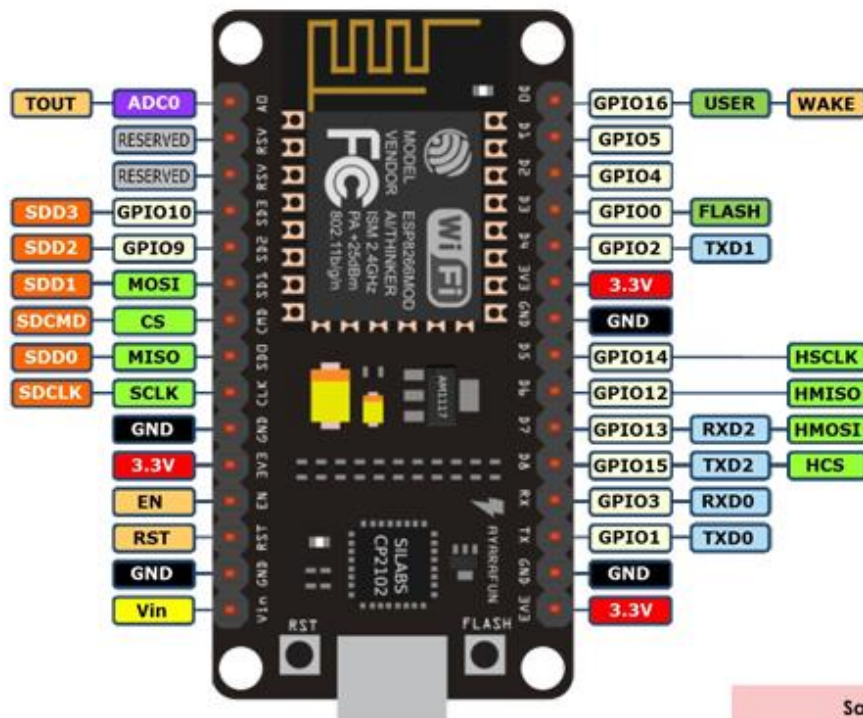 TOUT ADC0 A0 D0 GPIO16 USER WAKE
RESERVED RSV D1 GPIO5
RESERVED RSV D2 GPIO4
SDD3 GPIO10 SD3 D3 GPIO0 FLASH
SDD2 GPIO9 SD2 D4 GPIO2 TXD1
SDD1 MOSI SD1 3V3 3.3V
SDCMD CS CMD GND GND
SDD0 MISO SD0 D5 GPIO14 HSCLK
SDCLK SCLK CLK D6 GPIO12 HMISO
GND GND D7 GPIO13 RXD2 HMOSI
3.3V 3V3 D8 GPIO15 TXD2 HCS
EN EN RX GPIO3 RXD0
RST RST TX GPIO1 TXD0
GND GND GND GND
Vin Vin 3V3 3.3V
MODEL ESP8266MOD
VENDOR AI/THINKER
ISM 2.4GHz
PA +25dBm
802.11b/g/n
FC
Wi Fi
AM1117
SILABS
CP2102
AYARAFUN
RST
FLASH